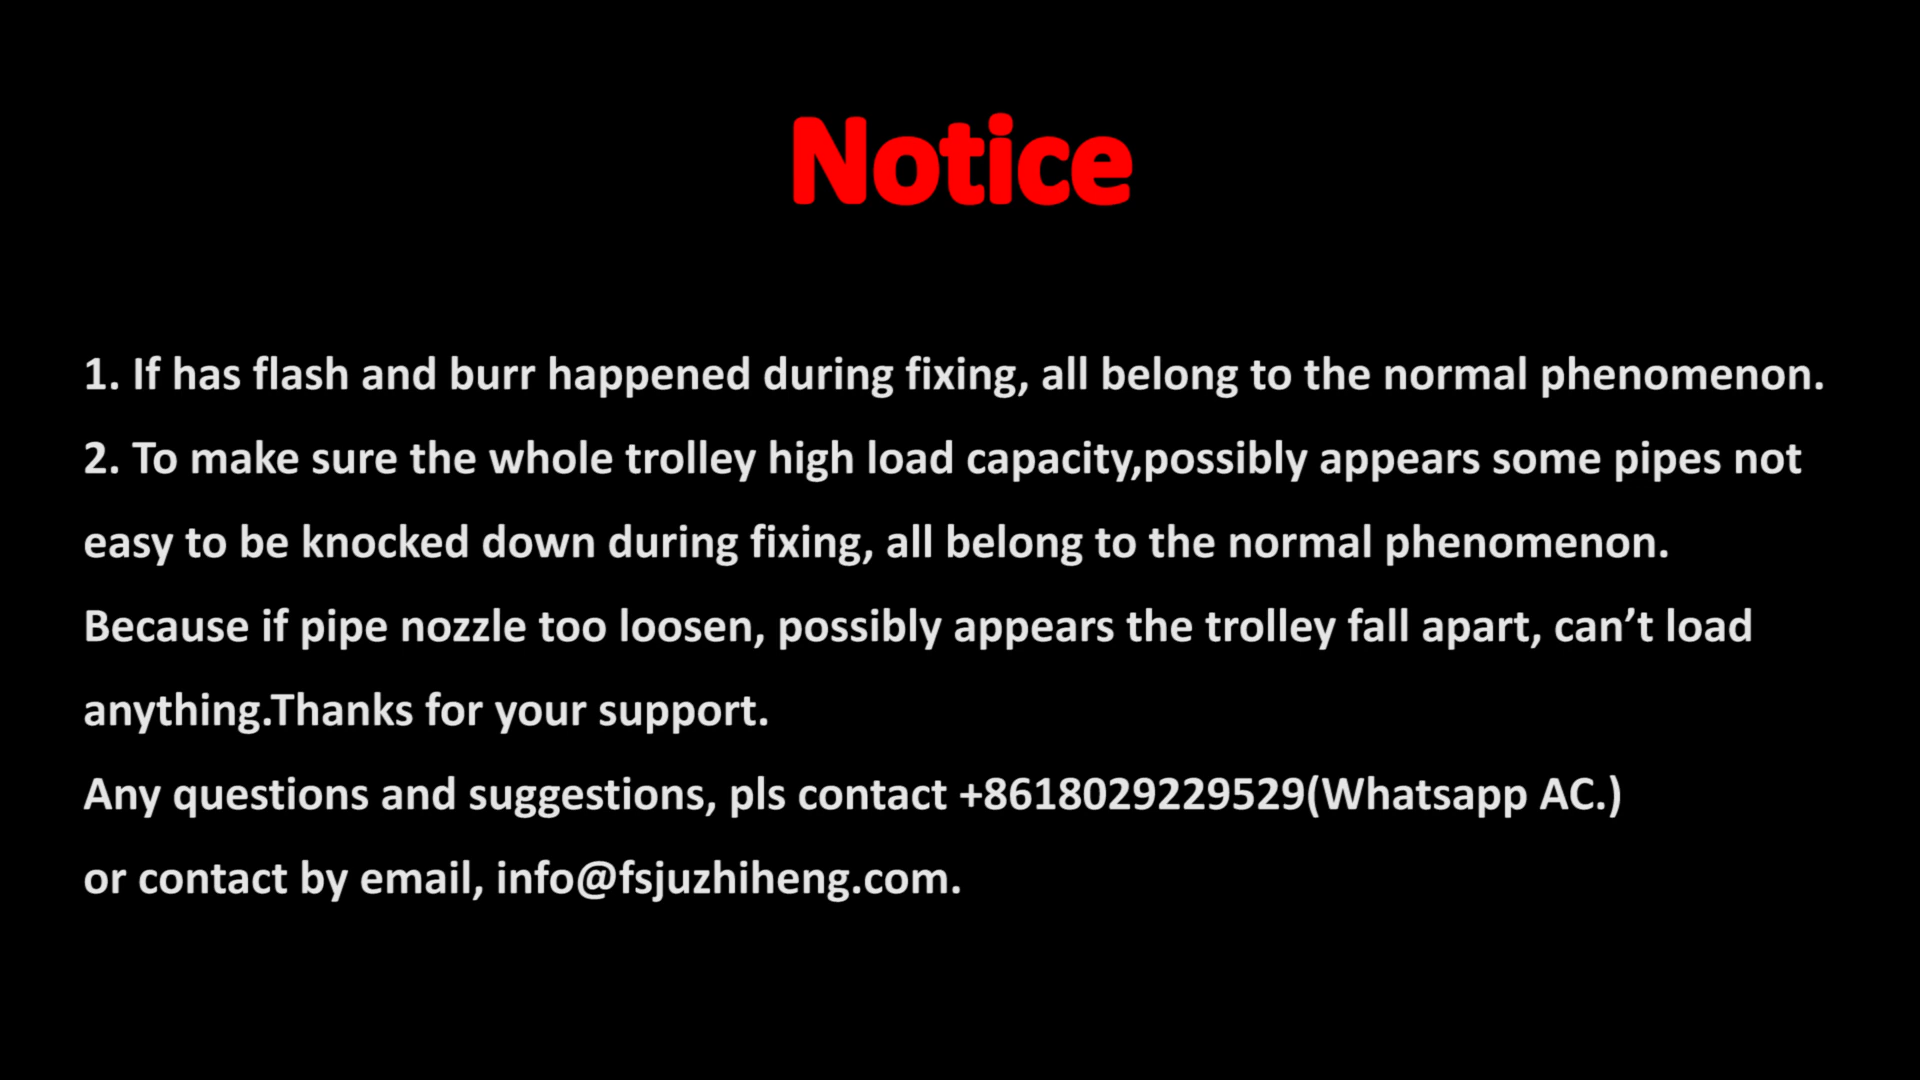 Notice
1. If has flash and burr happened during fixing, all belong to the normal phenomenon.
2. To make sure the whole trolley high load capacity,possibly appears some pipes not
easy to be knocked down during fixing, all belong to the normal phenomenon.
Because if pipe nozzle too loosen, possibly appears the trolley fall apart, can’t load
anything.Thanks for your support.
Any questions and suggestions, pls contact +8618029229529(Whatsapp AC.)
or contact by email, info@fsjuzhiheng.com.